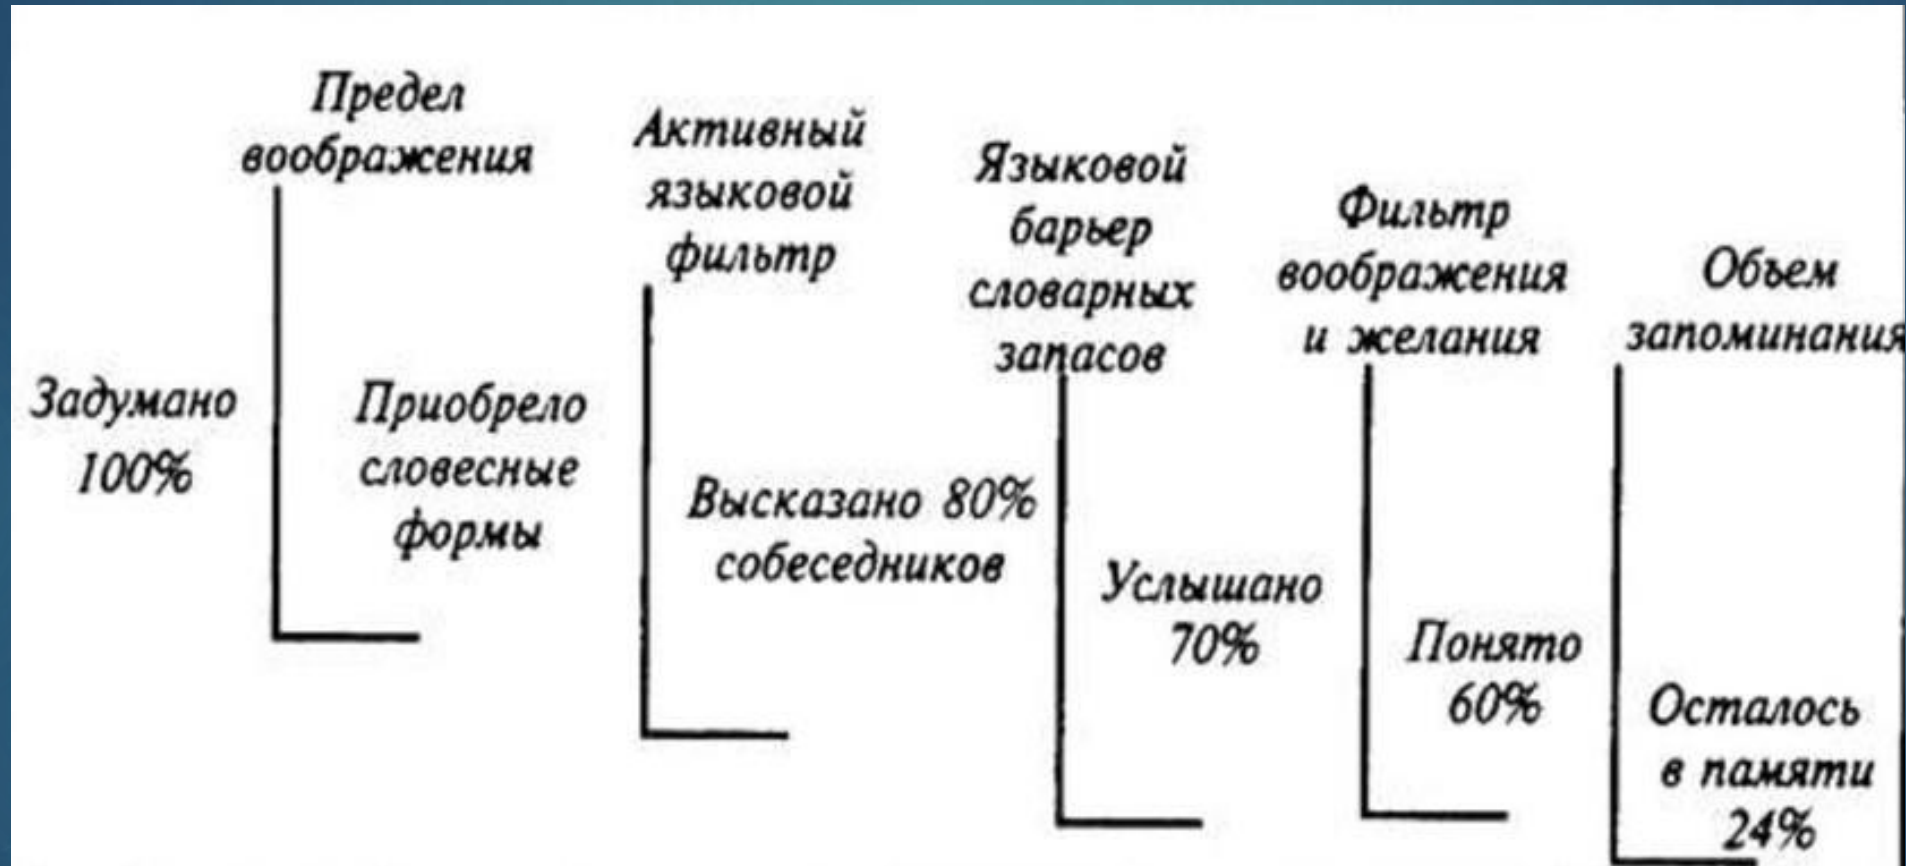 Предел
воображения
Активный
языковой
фильтр
Языковой
барьер
словарных
запасов
Фильтр
воображения
и желания
Объем
запоминания
Задумано
100%
Приобрело
словесные
формы
Высказано 80%
собеседников
Услышано
70%
Понято
60%
Осталось
в памяти
24%